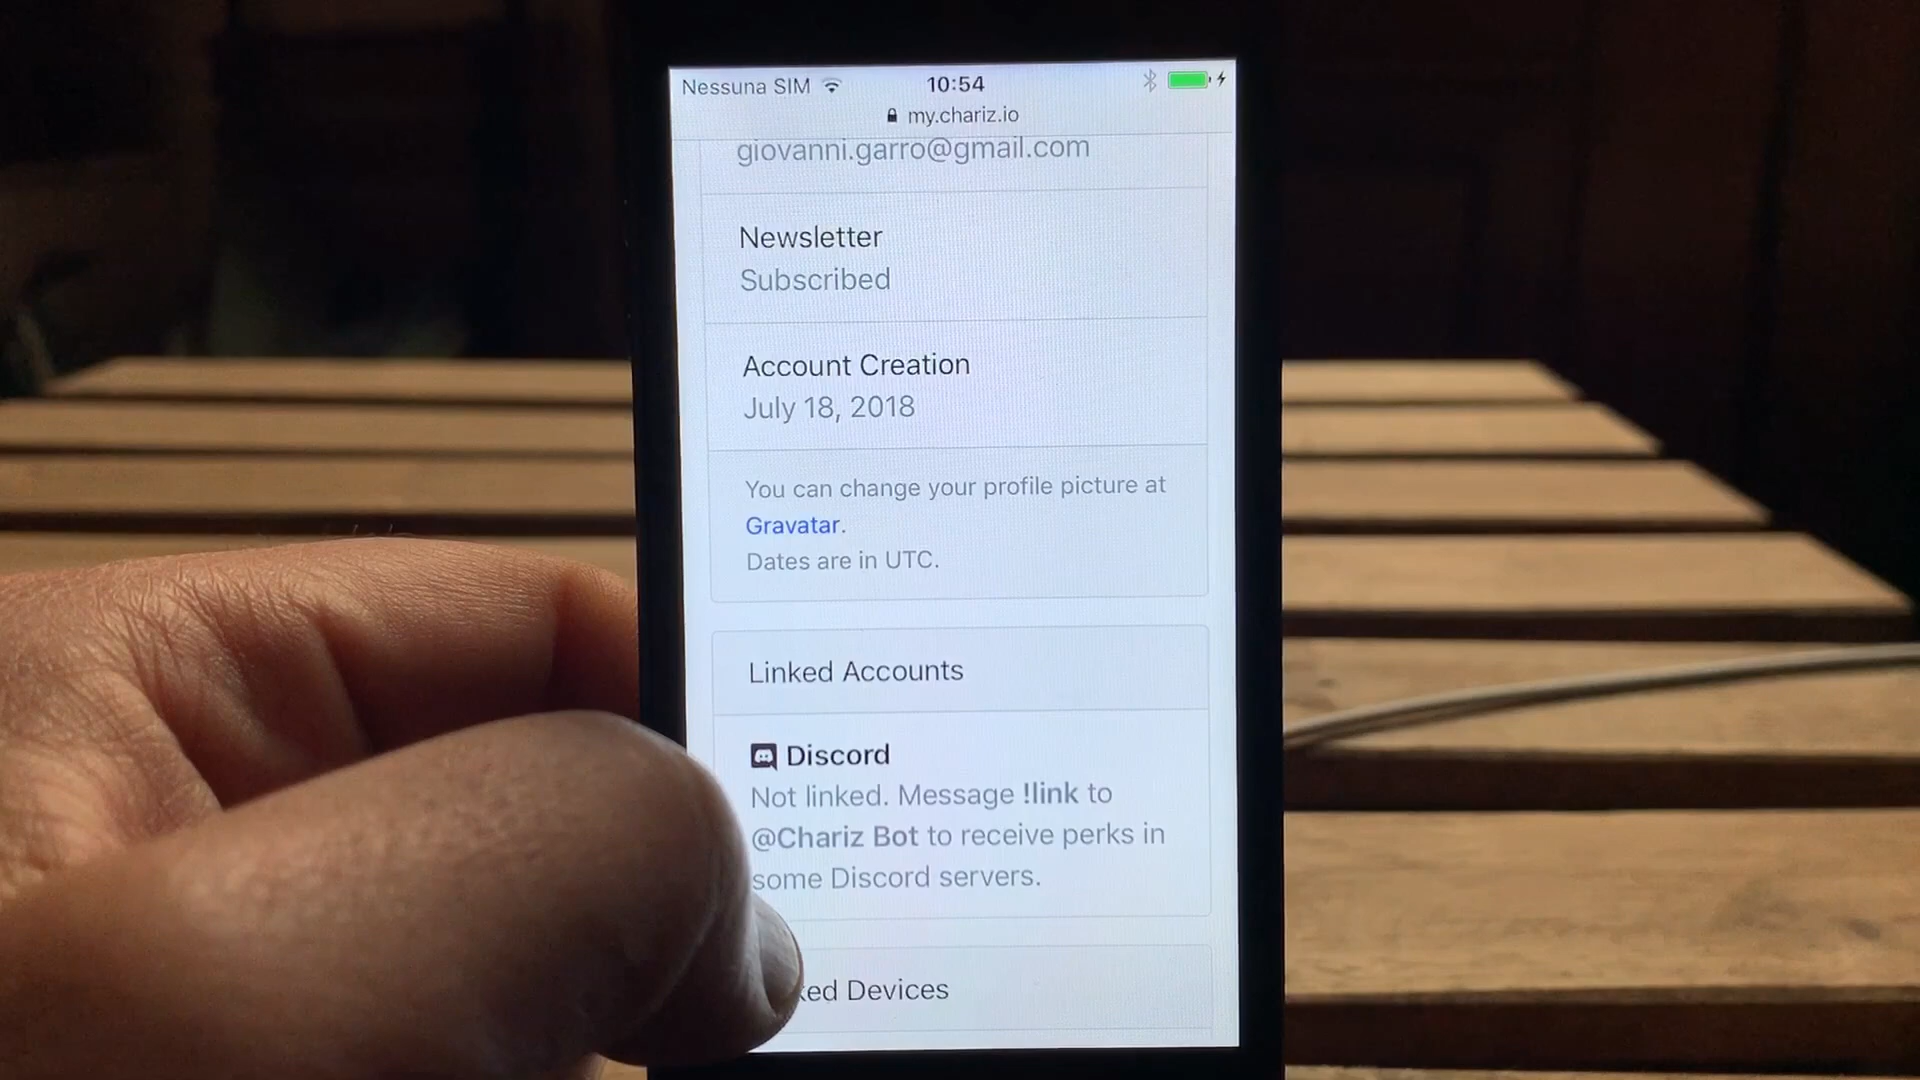 Nessuna SIM 10:54
my.chariz.io
giovanni.garro@gmail.com
Newsletter
Subscribed
Account Creation
July 18, 2018
You can change your profile picture at
Gravatar.
Dates are in UTC.
Linked Accounts
Discord
Not linked. Message !link to
@Chariz Bot to receive perks in
some Discord servers.
ked Devices